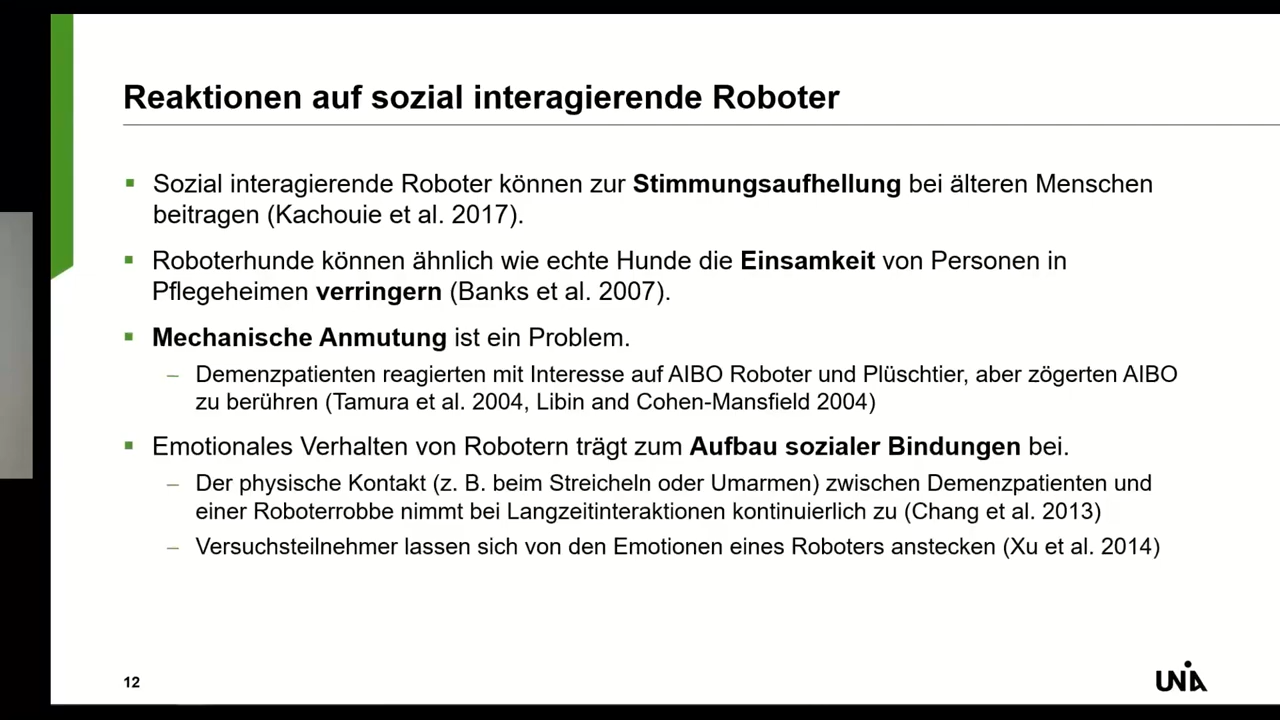 Reaktionen auf sozial interagierende Roboter
Sozial interagierende Roboter können zur Stimmungsaufhellung bei älteren Menschen
beitragen (Kachouie et al. 2017).
Roboterhunde können ähnlich wie echte Hunde die Einsamkeit von Personen in
Pflegeheimen verringern (Banks et al. 2007).
Mechanische Anmutung ist ein Problem.
– Demenzpatienten reagierten mit Interesse auf AIBO Roboter und Plüschtier, aber zögerten AIBO
zu berühren (Tamura et al. 2004, Libin and Cohen-Mansfield 2004)
Emotionales Verhalten von Robotern trägt zum Aufbau sozialer Bindungen bei.
– Der physische Kontakt (z. B. beim Streicheln oder Umarmen) zwischen Demenzpatienten und
einer Roboterrobbe nimmt bei Langzeitinteraktionen kontinuierlich zu (Chang et al. 2013)
– Versuchsteilnehmer lassen sich von den Emotionen eines Roboters anstecken (Xu et al. 2014)
12
UNIA